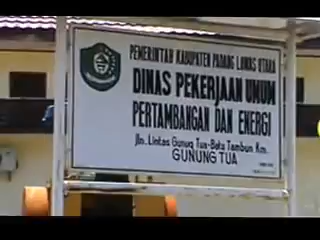 PEMERINTAH KABUPATEN PADANG LAWAS UTARA
DINAS PEKERJAAN UMUM
PERTAMBANGAN DAN ENERGI
Jln. Lintas Gunung Tua-Batu Tambun Km.
GUNUNG TUA